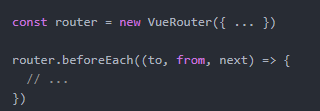 const router = new VueRouter({ ... })
router.beforeEach((to, from, next) => {
  // ...
})